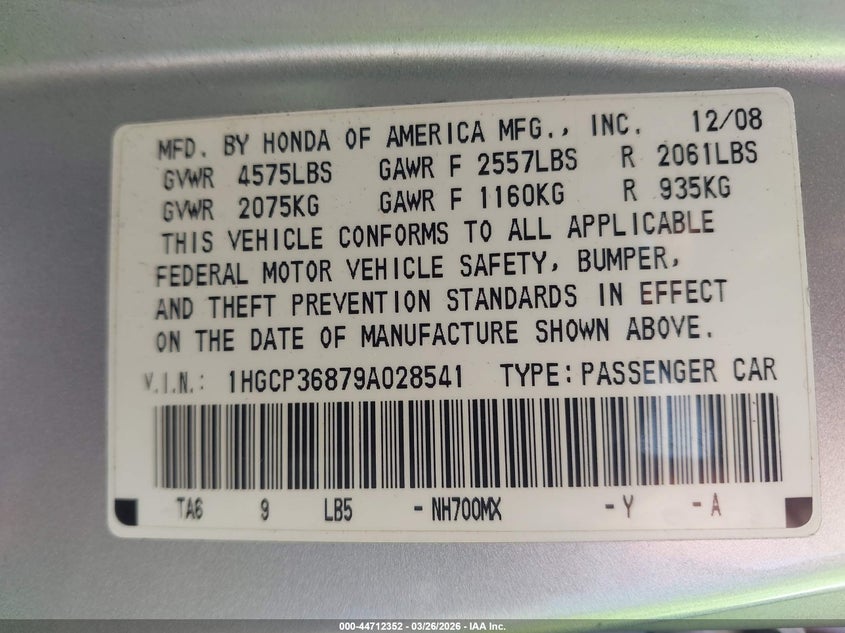 MFD. BY HONDA OF AMERICA MFG., INC. 12/08
GVWR 4575LBS GAWR F 2557LBS R 2061LBS
GVWR 2075KG GAWR F 1160KG R 935KG
THIS VEHICLE CONFORMS TO ALL APPLICABLE
FEDERAL MOTOR VEHICLE SAFETY, BUMPER,
AND THEFT PREVENTION STANDARDS IN EFFECT
ON THE DATE OF MANUFACTURE SHOWN ABOVE.
V.I.N.: 1HGCP36879A028541 TYPE: PASSENGER CAR
TA6 9 LB5 - NH700MX - Y - A
000-44712352 - 03/26/2026 - IAA Inc.